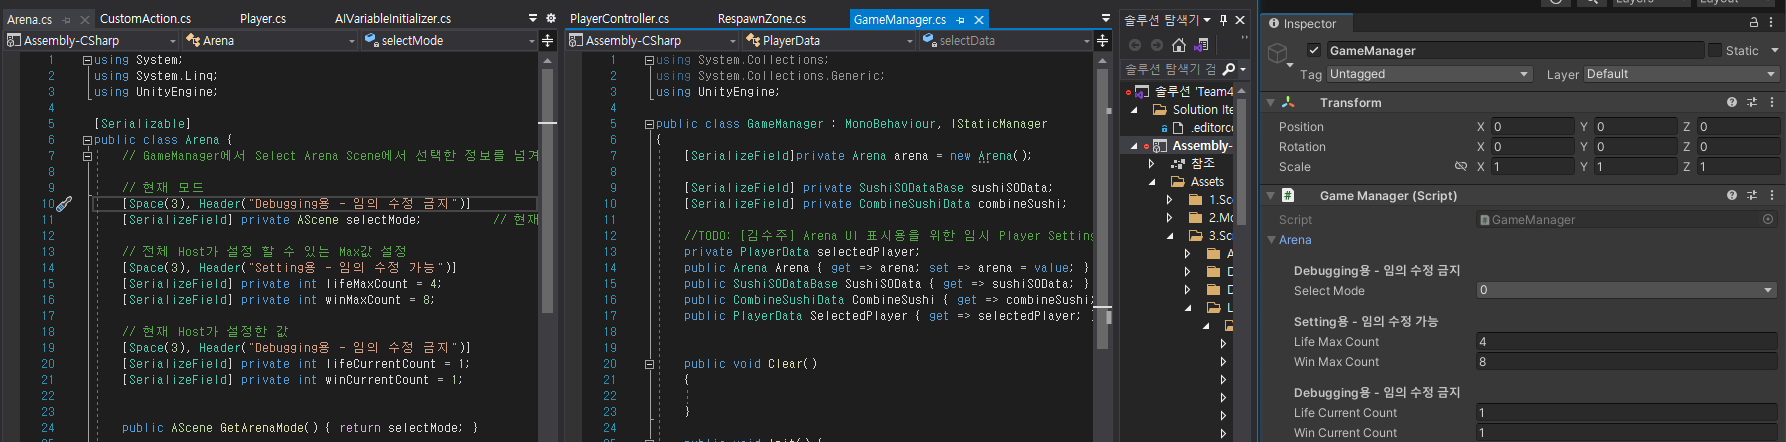 Arena.cs
CustomAction.cs
Player.cs
AIVariableInitializer.cs
Assembly-CSharp
Arena
selectMode
1 using System;
2 using System.Linq;
3 using UnityEngine;
4
5 [Serializable]
6 public class Arena {
7 // GameManager에서 Select Arena Scene에서 선택한 정보를 넘겨
8
9 // 현재 모드
10 [Space(3), Header("Debugging용 - 임의 수정 금지")]
11 [SerializeField] private AScene selectMode; // 현재
12
13 // 전체 Host가 설정 할 수 있는 Max값 설정
14 [Space(3), Header("Setting용 - 임의 수정 가능")]
15 [SerializeField] private int lifeMaxCount = 4;
16 [SerializeField] private int winMaxCount = 8;
17
18 // 현재 Host가 설정한 값
19 [Space(3), Header("Debugging용 - 임의 수정 금지")]
20 [SerializeField] private int lifeCurrentCount = 1;
21 [SerializeField] private int winCurrentCount = 1;
22
23
24 public AScene GetArenaMode() { return selectMode; }
PlayerController.cs
RespawnZone.cs
GameManager.cs
Assembly-CSharp
PlayerData
selectData
1 using System.Collections;
2 using System.Collections.Generic;
3 using UnityEngine;
4
5 public class GameManager : MonoBehaviour, IStaticManager
6 {
7 [SerializeField]private Arena arena = new Arena();
8
9 [SerializeField] private SushiSODataBase sushiSOData;
10 [SerializeField] private CombineSushiData combineSushi;
11
12 //TODO: [김수주] Arena UI 표시용을 위한 임시 Player Setting
13 private PlayerData selectedPlayer;
14 public Arena Arena { get => arena; set => arena = value; }
15 public SushiSODataBase SushiSOData { get => sushiSOData; }
16 public CombineSushiData CombineSushi { get => combineSushi;
17 public PlayerData SelectedPlayer { get => selectedPlayer; }
18
19
20 public void Clear()
21 {
22
23 }
24
25 public void Init() {
솔루션 탐색기
솔루션 탐색기 검
솔루션 'Team4
Solution Ite
.editorco
Assembly-
참조
Assets
1.Sc
2.Mo
3.Sc
A
D
D
L
Layers
Layout
Inspector
GameManager
Static
Tag Untagged
Layer Default
Transform
Position X 0 Y 0 Z 0
Rotation X 0 Y 0 Z 0
Scale X 1 Y 1 Z 1
Game Manager (Script)
Script GameManager
Arena
Debugging용 - 임의 수정 금지
Select Mode 0
Setting용 - 임의 수정 가능
Life Max Count 4
Win Max Count 8
Debugging용 - 임의 수정 금지
Life Current Count 1
Win Current Count 1